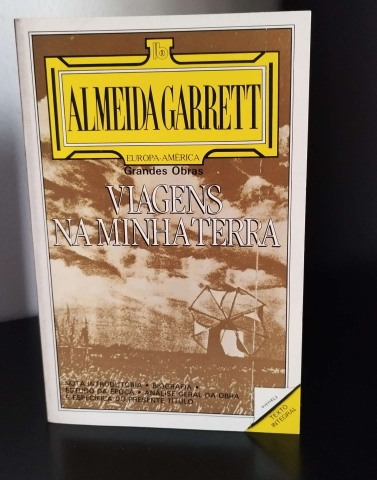 ALMEIDA GARRETT
EUROPA-AMÉRICA
Grandes Obras
VIAGENS
NA MINHA TERRA
NOTA INTRODUTÓRIA • BIOGRAFIA •
ESTUDO DA ÉPOCA • ANÁLISE GERAL DA OBRA
E ESPECÍFICA DO PRESENTE TÍTULO
TEXTO
INTEGRAL